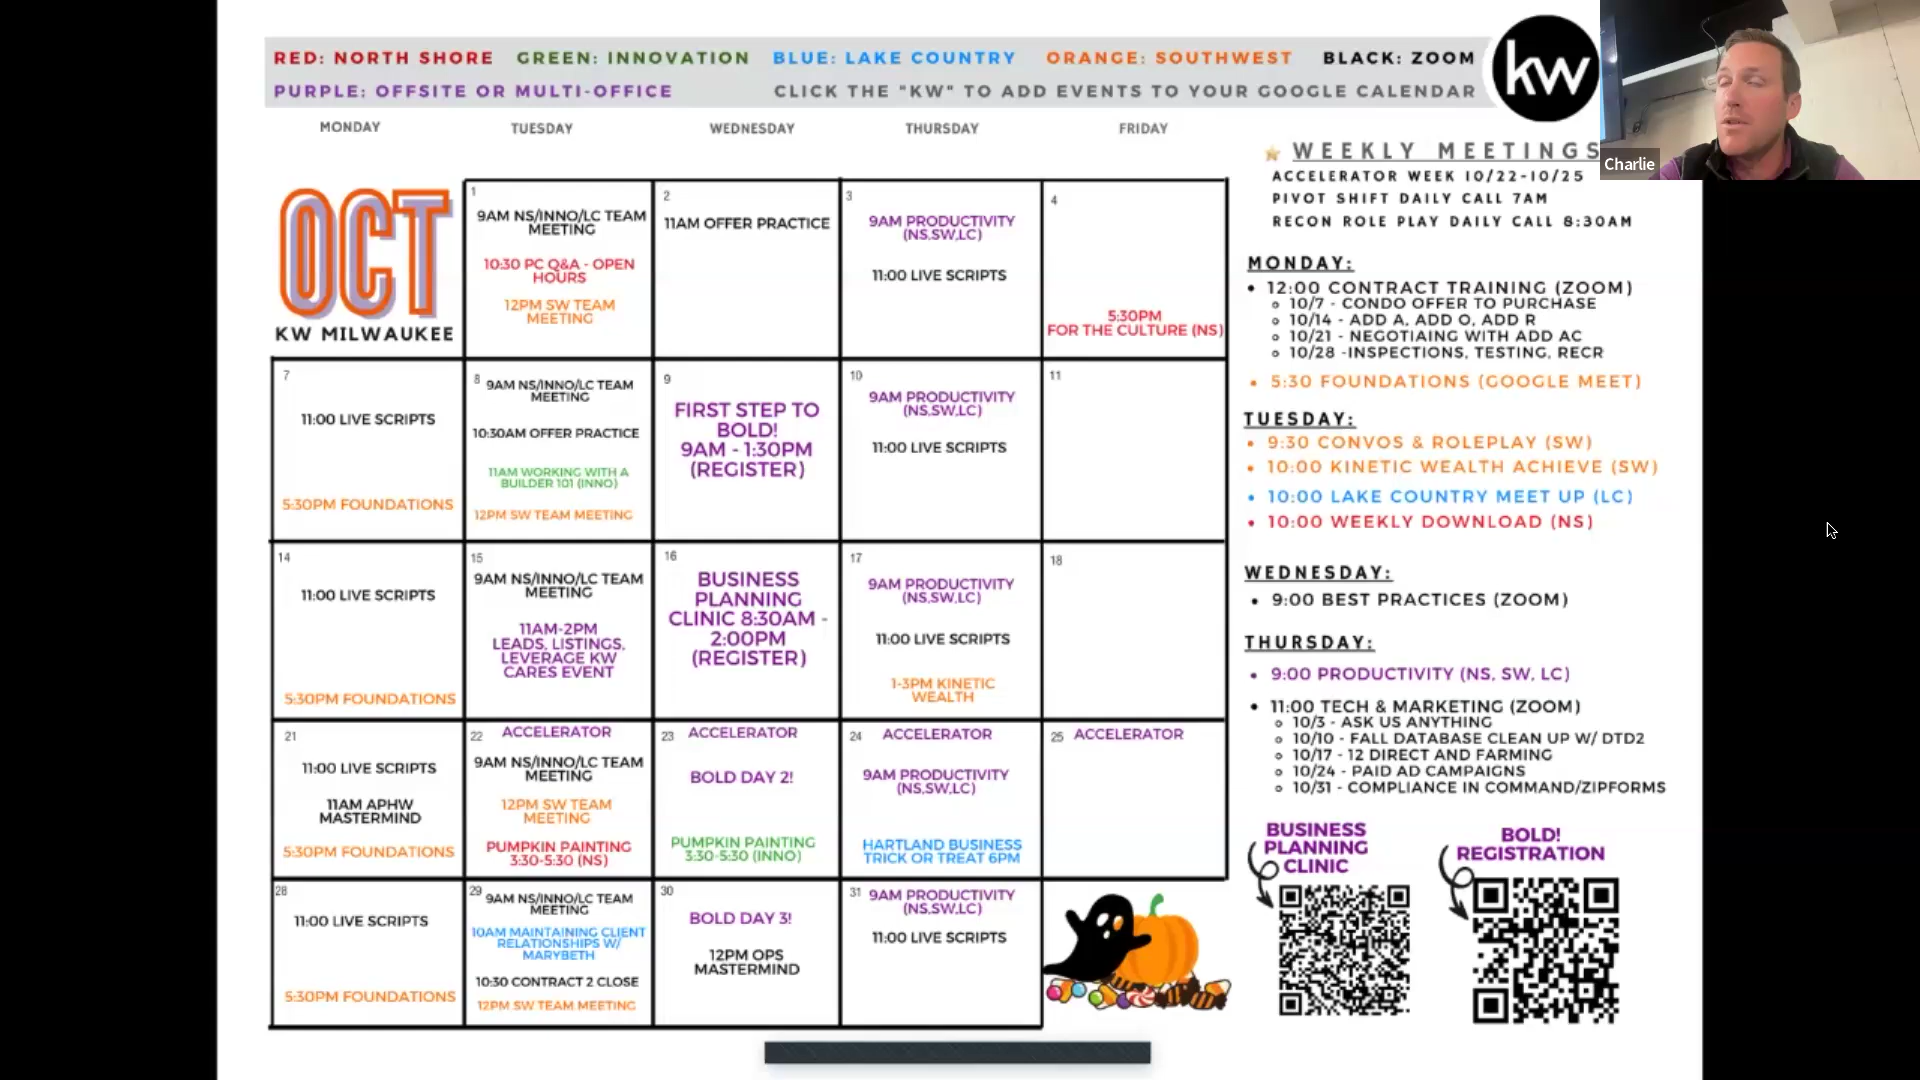 RED: NORTH SHORE GREEN: INNOVATION BLUE: LAKE COUNTRY ORANGE: SOUTHWEST BLACK: ZOOM
PURPLE: OFFSITE OR MULTI-OFFICE CLICK THE "KW" TO ADD EVENTS TO YOUR GOOGLE CALENDAR
kw
Charlie
MONDAY TUESDAY WEDNESDAY THURSDAY FRIDAY
OCT
KW MILWAUKEE
1
9AM NS/INNO/LC TEAM
MEETING
10:30 PC Q&A - OPEN
HOURS
12PM SW TEAM
MEETING
2
11AM OFFER PRACTICE
3
9AM PRODUCTIVITY
(NS,SW,LC)
11:00 LIVE SCRIPTS
4
5:30PM
FOR THE CULTURE (NS)
7
11:00 LIVE SCRIPTS
5:30PM FOUNDATIONS
8
9AM NS/INNO/LC TEAM
MEETING
10:30AM OFFER PRACTICE
11AM WORKING WITH A
BUILDER 101 (INNO)
12PM SW TEAM MEETING
9
FIRST STEP TO
BOLD!
9AM - 1:30PM
(REGISTER)
10
9AM PRODUCTIVITY
(NS,SW,LC)
11:00 LIVE SCRIPTS
11
14
11:00 LIVE SCRIPTS
5:30PM FOUNDATIONS
15
9AM NS/INNO/LC TEAM
MEETING
11AM-2PM
LEADS, LISTINGS,
LEVERAGE KW
CARES EVENT
16
BUSINESS
PLANNING
CLINIC 8:30AM -
2:00PM
(REGISTER)
17
9AM PRODUCTIVITY
(NS,SW,LC)
11:00 LIVE SCRIPTS
1-3PM KINETIC
WEALTH
18
21
11:00 LIVE SCRIPTS
11AM APHW
MASTERMIND
5:30PM FOUNDATIONS
22 ACCELERATOR
9AM NS/INNO/LC TEAM
MEETING
12PM SW TEAM
MEETING
PUMPKIN PAINTING
3:30-5:30 (NS)
23 ACCELERATOR
BOLD DAY 2!
PUMPKIN PAINTING
3:30-5:30 (INNO)
24 ACCELERATOR
9AM PRODUCTIVITY
(NS,SW,LC)
HARTLAND BUSINESS
TRICK OR TREAT 6PM
25 ACCELERATOR
28
11:00 LIVE SCRIPTS
5:30PM FOUNDATIONS
29
9AM NS/INNO/LC TEAM
MEETING
10AM MAINTAINING CLIENT
RELATIONSHIPS W/
MARYBETH
10:30 CONTRACT 2 CLOSE
12PM SW TEAM MEETING
30
BOLD DAY 3!
12PM OPS
MASTERMIND
31
9AM PRODUCTIVITY
(NS,SW,LC)
11:00 LIVE SCRIPTS
WEEKLY MEETINGS
ACCELERATOR WEEK 10/22-10/25
PIVOT SHIFT DAILY CALL 7AM
RECON ROLE PLAY DAILY CALL 8:30AM
MONDAY:
• 12:00 CONTRACT TRAINING (ZOOM)
10/7 - CONDO OFFER TO PURCHASE
10/14 - ADD A, ADD O, ADD R
10/21 - NEGOTIAING WITH ADD AC
10/28 -INSPECTIONS, TESTING, RECR
• 5:30 FOUNDATIONS (GOOGLE MEET)
TUESDAY:
• 9:30 CONVOS & ROLEPLAY (SW)
• 10:00 KINETIC WEALTH ACHIEVE (SW)
• 10:00 LAKE COUNTRY MEET UP (LC)
• 10:00 WEEKLY DOWNLOAD (NS)
WEDNESDAY:
• 9:00 BEST PRACTICES (ZOOM)
THURSDAY:
• 9:00 PRODUCTIVITY (NS, SW, LC)
• 11:00 TECH & MARKETING (ZOOM)
10/3 - ASK US ANYTHING
10/10 - FALL DATABASE CLEAN UP W/ DTD2
10/17 - 12 DIRECT AND FARMING
10/24 - PAID AD CAMPAIGNS
10/31 - COMPLIANCE IN COMMAND/ZIPFORMS
BUSINESS
PLANNING
CLINIC
BOLD!
REGISTRATION